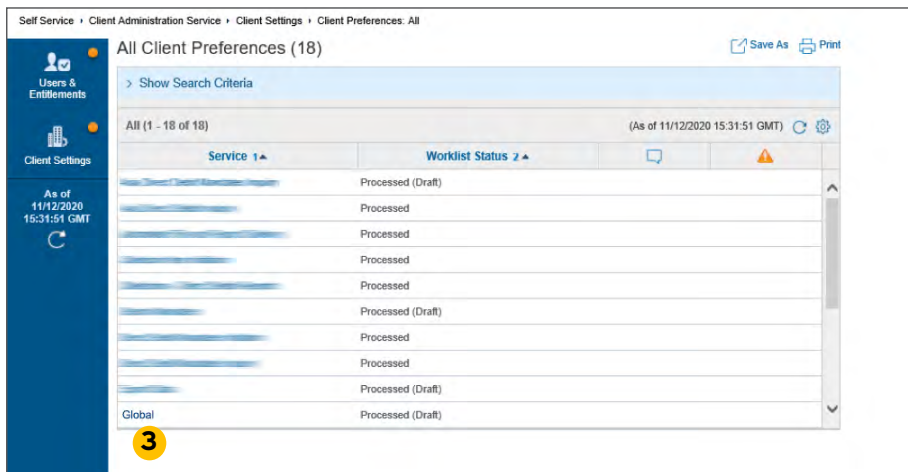 Self Service › Client Administration Service › Client Settings › Client Preferences: All
All Client Preferences (18)
Save As Print
Users &
Entitlements
> Show Search Criteria
All (1 - 18 of 18) (As of 11/12/2020 15:31:51 GMT)
Client Settings
Service 1▲ Worklist Status 2▲
As of
11/12/2020
15:31:51 GMT
Processed (Draft)
Processed
Processed
Processed
Processed
Processed (Draft)
Processed
Processed
Processed (Draft)
Global Processed (Draft)
3